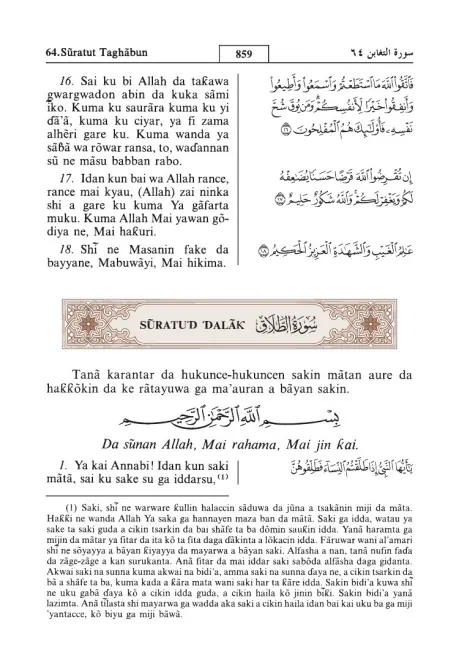 64.Sūratut Taghābun
859
سورة التغابن ٦٤
16. Sai ku bi Allah da taƙawa
gwargwadon abin da kuka sāmi
iƙo. Kuma ku saurāra kuma ku yi
ɗā'ā, kuma ku ciyar, ya fi zama
alhēri gare ku. Kuma wanda ya
sāɓā wa rōwar ransa, to, waɗannan
sū ne māsu babban rabo.
فَاتَّقُوا اللَّهَ مَا اسْتَطَعْتُمْ وَاسْمَعُوا وَأَطِيعُوا
وَأَنفِقُوا خَيْرًا لِّأَنفُسِكُمْ وَمَن يُوقَ شُحَّ
نَفْسِهِ فَأُولَٰئِكَ هُمُ الْمُفْلِحُونَ ١٦
17. Idan kun bai wa Allah rance,
rance mai kyau, (Allah) zai ninka
shi a gare ku kuma Ya gāfarta
muku. Kuma Allah Mai yawan gō-
diya ne, Mai haƙuri.
إِن تُقْرِضُوا اللَّهَ قَرْضًا حَسَنًا يُضَاعِفْهُ
لَكُمْ وَيَغْفِرْ لَكُمْ وَاللَّهُ شَكُورٌ حَلِيمٌ ١٧
18. Shī ne Masanin fake da
bayyane, Mabuwāyi, Mai hikima.
عَالِمُ الْغَيْبِ وَالشَّهَادَةِ الْعَزِيزُ الْحَكِيمُ ١٨
SŪRATUƊ ƊALĀƘ
سُورَةُ الطَّلَاقِ
Tanā karantar da hukunce-hukuncen sakin mātan aure da
haƙƙōƙin da ke rātayuwa ga ma'auran a bāyan sakin.
بِسْمِ اللَّهِ الرَّحْمَٰنِ الرَّحِيمِ
Da sūnan Allah, Mai rahama, Mai jin ƙai.
1. Ya kai Annabi! Idan kun saki
mātā, sai ku sake su ga iddarsu, (1)
يَا أَيُّهَا النَّبِيُّ إِذَا طَلَّقْتُمُ النِّسَاءَ فَطَلِّقُوهُنَّ
(1) Saki, shī ne warware ƙullin halaccin sāduwa da jūna a tsakānin miji da māta.
Haƙƙi ne wanda Allah Ya saka ga hannayen maza ban da mātā. Saki ga idda, watau ya
sake ta saki guda a cikin tsarkin da bai shāfe ta ba dōmin sauƙin idda. Yanā haramta ga
mijin da mātar ya fitar da ita kō ta fita daga ɗākinta a lōkacin idda. Fāruwar wani al'amari
shī ne sōyayya a bāyan ƙiyayya da mayarwa a bāyan saki. Alfasha a nan, tanā nufin faɗa
da zāge-zāge a kan surukanta. Anā fitar da mai iddar saki sabōda alfāsha daga gidanta.
Akwai saki na sunna kuma akwai na bidi'a, amma saki na sunna ɗaya ne, a cikin tsarkin da
bā a shāfe ta ba, kuma kada a ƙāra mata wani saki har ta ƙāre idda. Sakin bidi'a kuwa shī
ne uku gabā ɗaya kō a cikin idda guda, a cikin haila kō jinin bīƙi. Sakin bidi'a yanā
lazimta. Anā tīlasta shi mayarwa ga wadda aka saki a cikin haila idan bai kai uku ba ga miji
'yantacce, kō biyu ga miji bāwā.